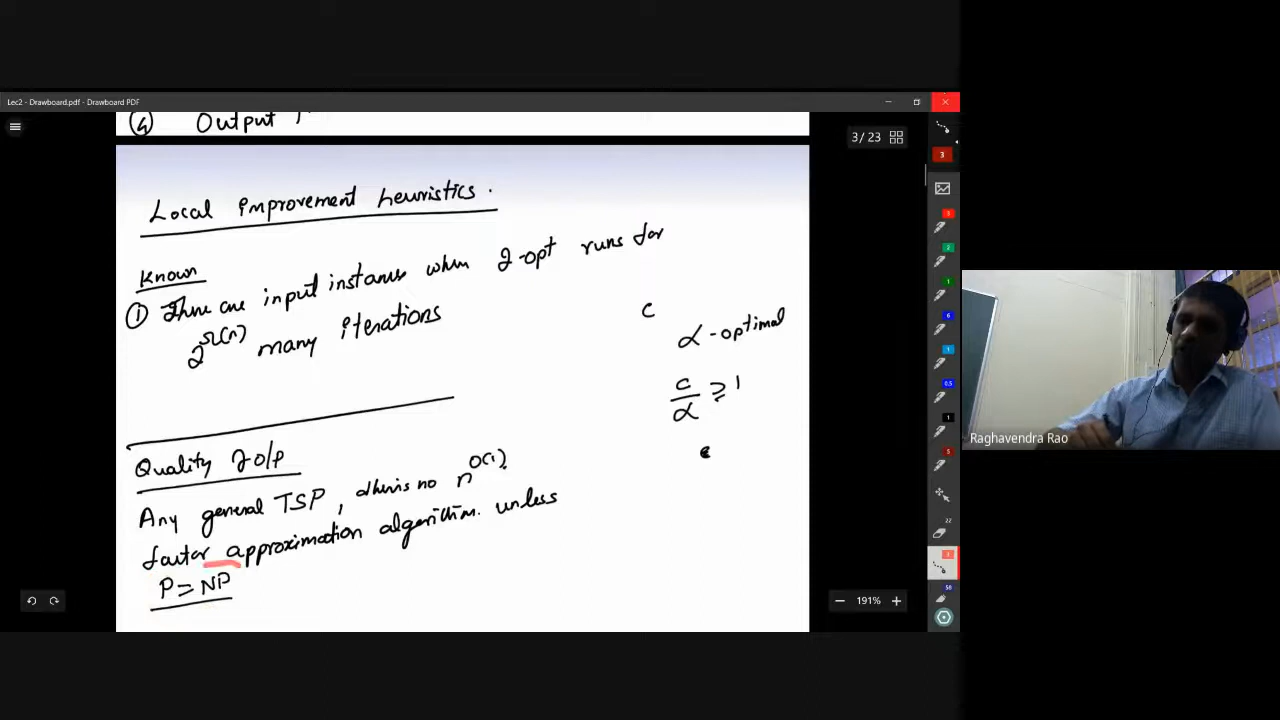 Lec2 - Drawboard.pdf - Drawboard PDF
④ Output
3 / 23
Local improvement heuristics.
Known
① There are input instances when 2-opt runs for
2^Ω(n) many iterations
C
α-optimal
C/α ≥ 1
Quality of o/p
Any general TSP, there is no n^O(1)
factor approximation algorithm. unless
P = NP
191%
Raghavendra Rao